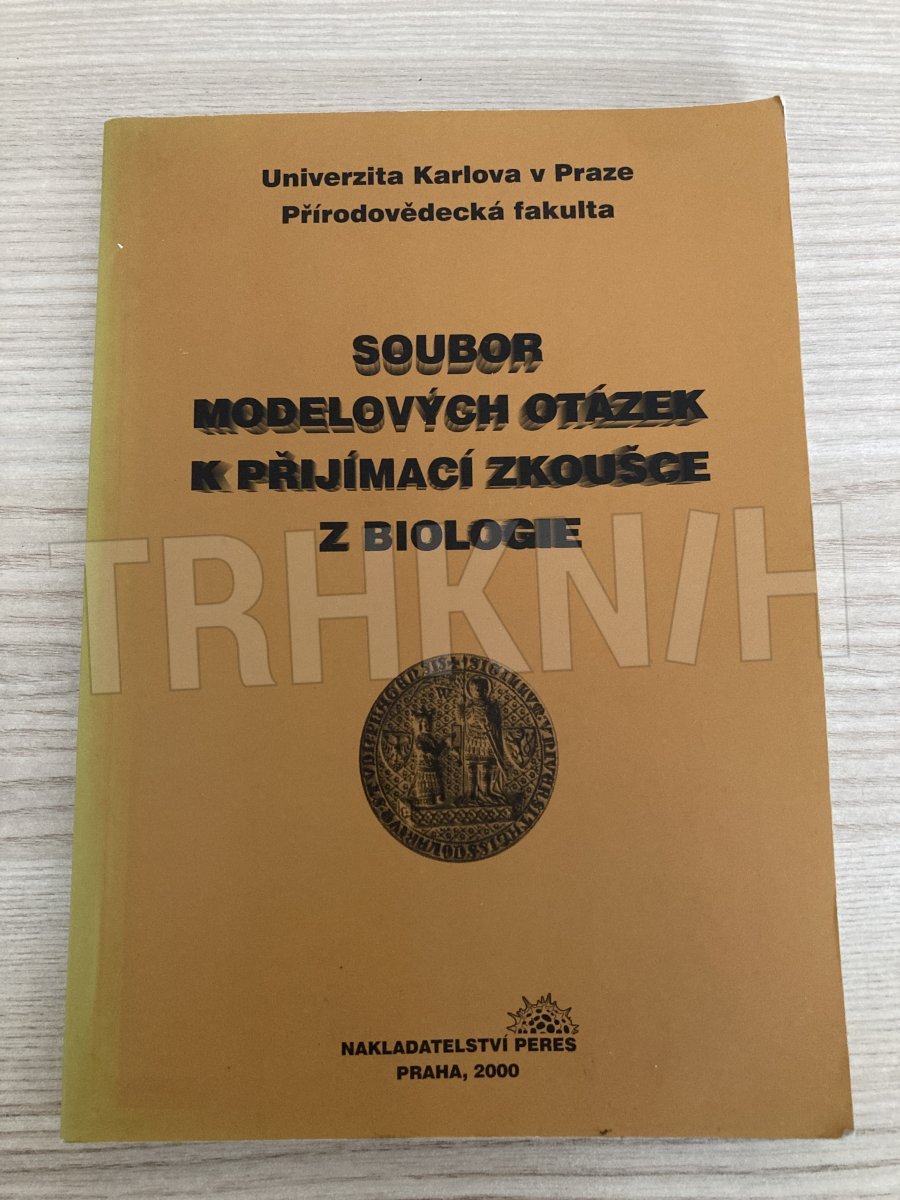 Univerzita Karlova v Praze
Přírodovědecká fakulta
SOUBOR
MODELOVÝCH OTÁZEK
K PŘIJÍMACÍ ZKOUŠCE
Z BIOLOGIE
TRHKNIH
NAKLADATELSTVÍ PERES
PRAHA, 2000